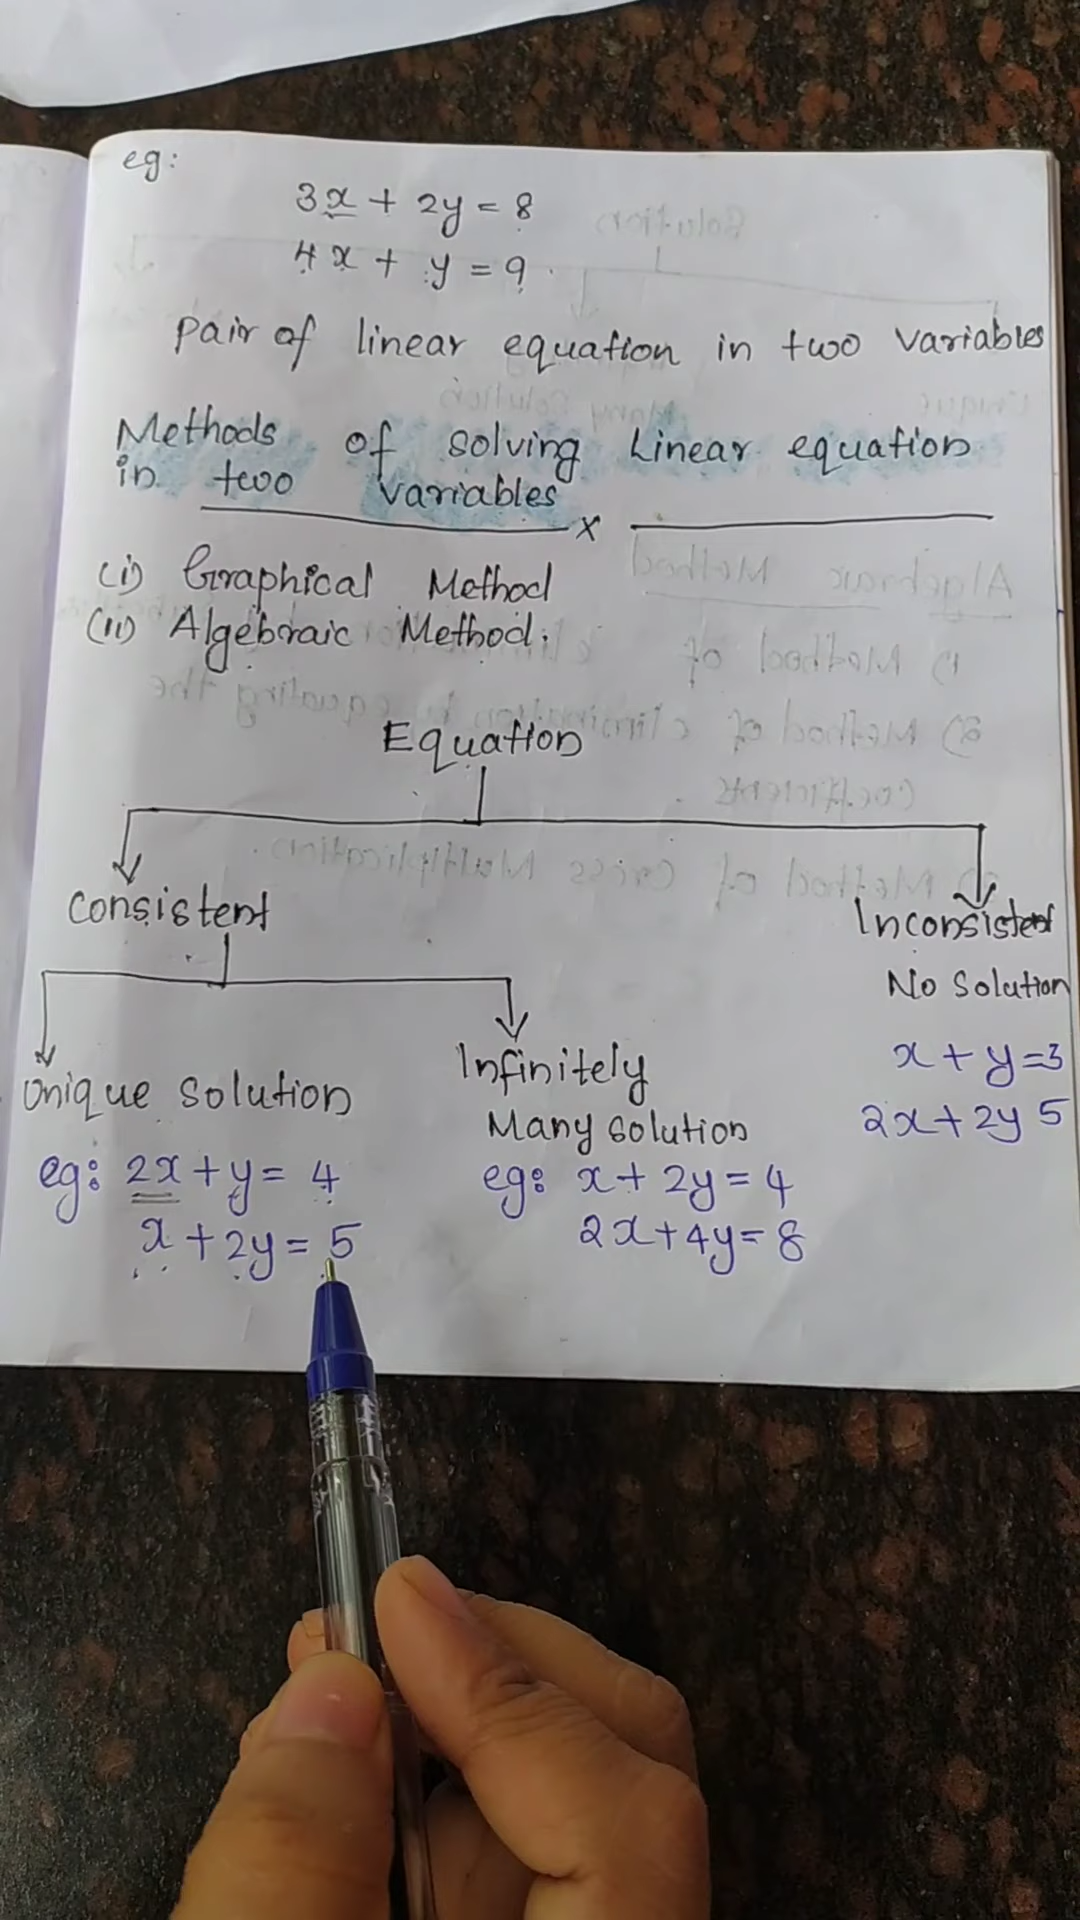 eg:
3x + 2y = 8
4x + y = 9
pair of linear equation in two variables
Methods of solving Linear equation
in two variables
x
(i) Graphical Method
(ii) Algebraic Method.
Equation
Consistent
Inconsistent
No Solution
x + y = 3
2x + 2y 5
Unique Solution
eg: 2x + y = 4
x + 2y = 5
Infinitely
Many Solution
eg: x + 2y = 4
2x + 4y = 8